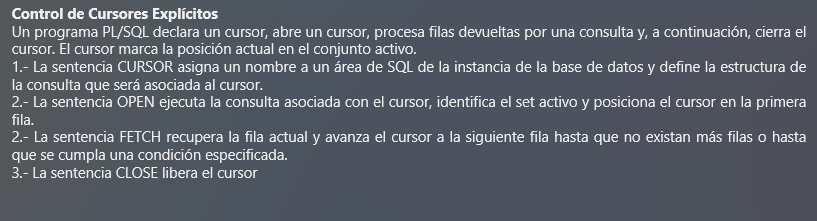 Control de Cursores Explícitos
Un programa PL/SQL declara un cursor, abre un cursor, procesa filas devueltas por una consulta y, a continuación, cierra el
cursor. El cursor marca la posición actual en el conjunto activo.
1.- La sentencia CURSOR asigna un nombre a un área de SQL de la instancia de la base de datos y define la estructura de
la consulta que será asociada al cursor.
2.- La sentencia OPEN ejecuta la consulta asociada con el cursor, identifica el set activo y posiciona el cursor en la primera
fila.
2.- La sentencia FETCH recupera la fila actual y avanza el cursor a la siguiente fila hasta que no existan más filas o hasta
que se cumpla una condición especificada.
3.- La sentencia CLOSE libera el cursor